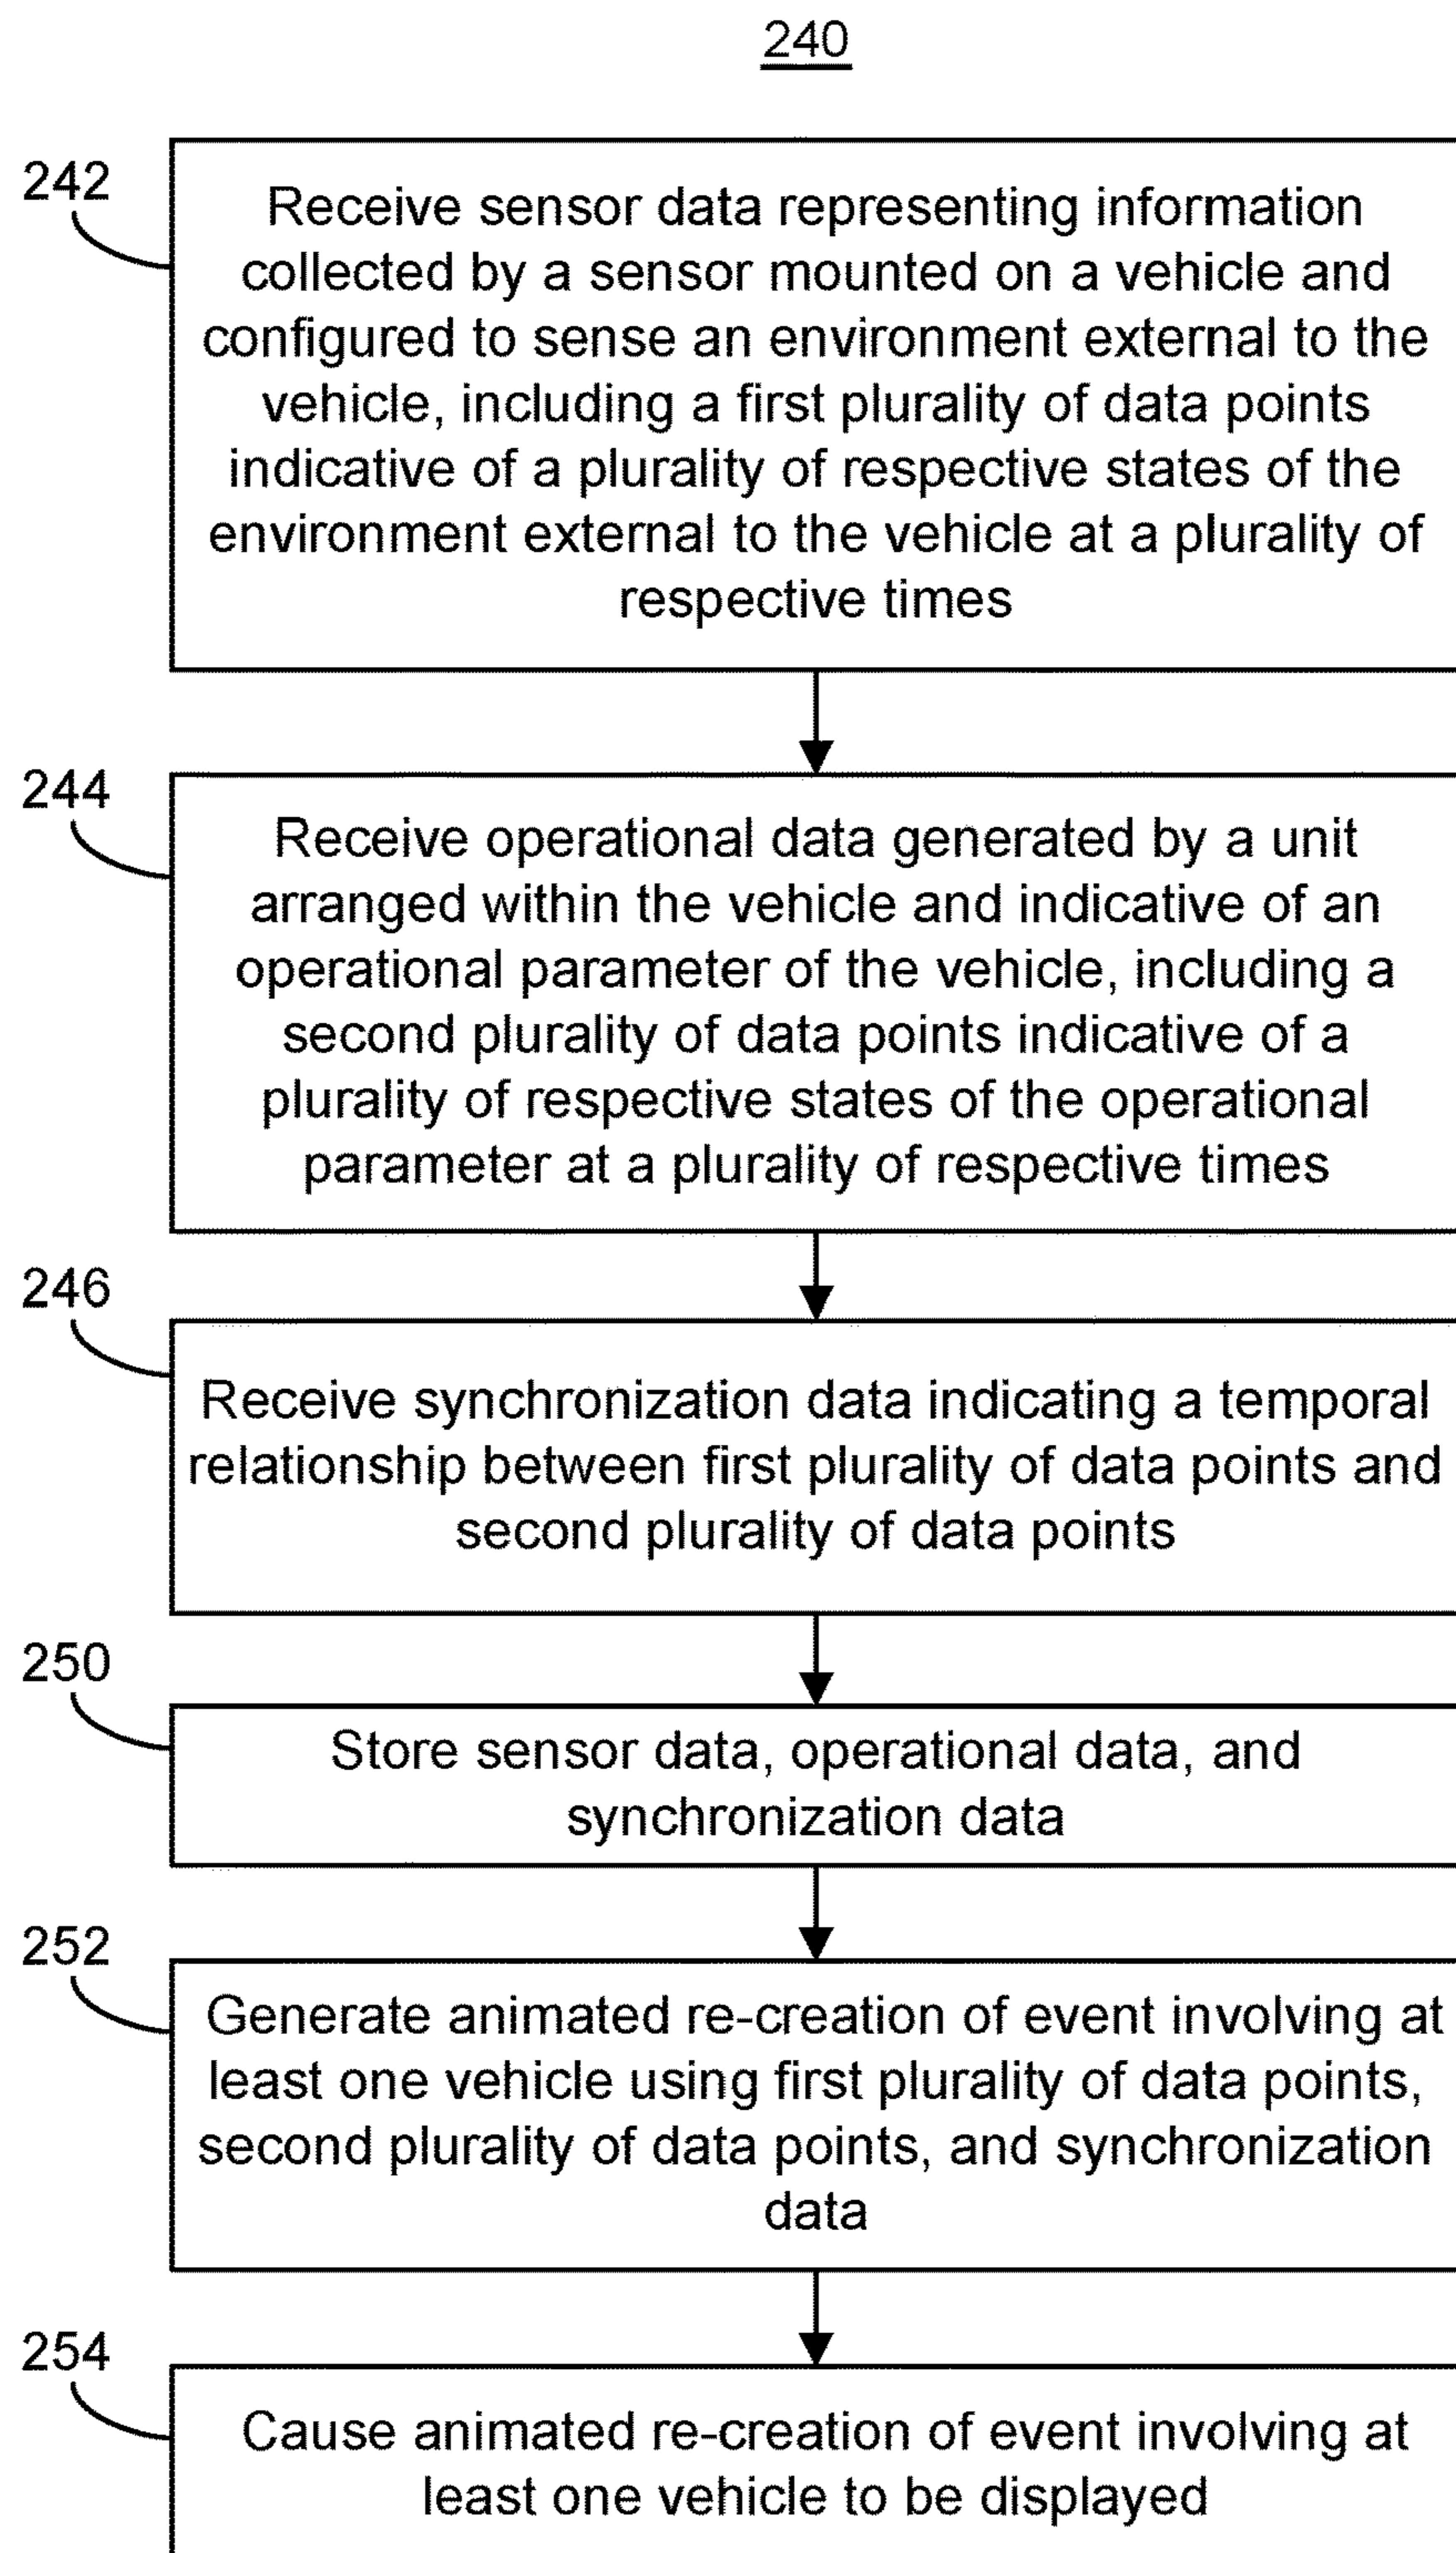 240
242
Receive sensor data representing information
collected by a sensor mounted on a vehicle and
configured to sense an environment external to the
vehicle, including a first plurality of data points
indicative of a plurality of respective states of the
environment external to the vehicle at a plurality of
respective times
244
Receive operational data generated by a unit
arranged within the vehicle and indicative of an
operational parameter of the vehicle, including a
second plurality of data points indicative of a
plurality of respective states of the operational
parameter at a plurality of respective times
246
Receive synchronization data indicating a temporal
relationship between first plurality of data points and
second plurality of data points
250
Store sensor data, operational data, and
synchronization data
252
Generate animated re-creation of event involving at
least one vehicle using first plurality of data points,
second plurality of data points, and synchronization
data
254
Cause animated re-creation of event involving at
least one vehicle to be displayed